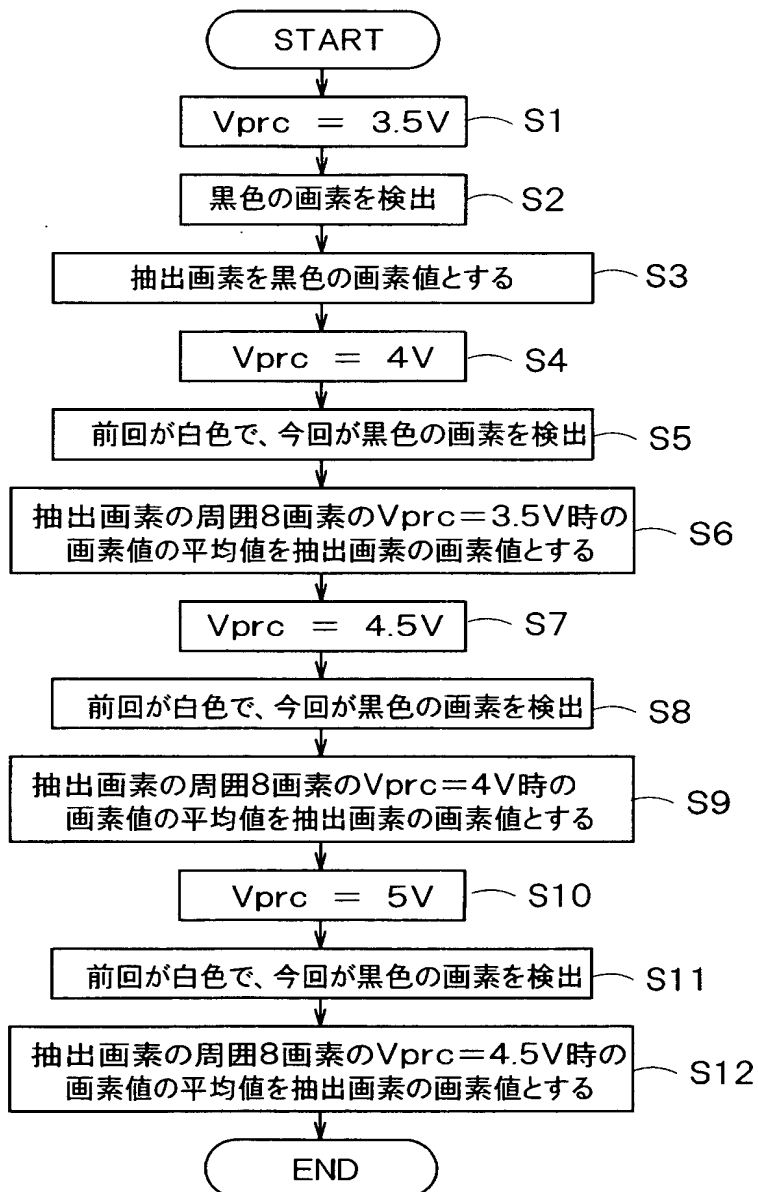 START
Vprc = 3.5V
S1
黒色の画素を検出
S2
抽出画素を黒色の画素値とする
S3
Vprc = 4V
S4
前回が白色で、今回が黒色の画素を検出
S5
抽出画素の周囲8画素のVprc=3.5V時の
画素値の平均値を抽出画素の画素値とする
S6
Vprc = 4.5V
S7
前回が白色で、今回が黒色の画素を検出
S8
抽出画素の周囲8画素のVprc=4V時の
画素値の平均値を抽出画素の画素値とする
S9
Vprc = 5V
S10
前回が白色で、今回が黒色の画素を検出
S11
抽出画素の周囲8画素のVprc=4.5V時の
画素値の平均値を抽出画素の画素値とする
S12
END